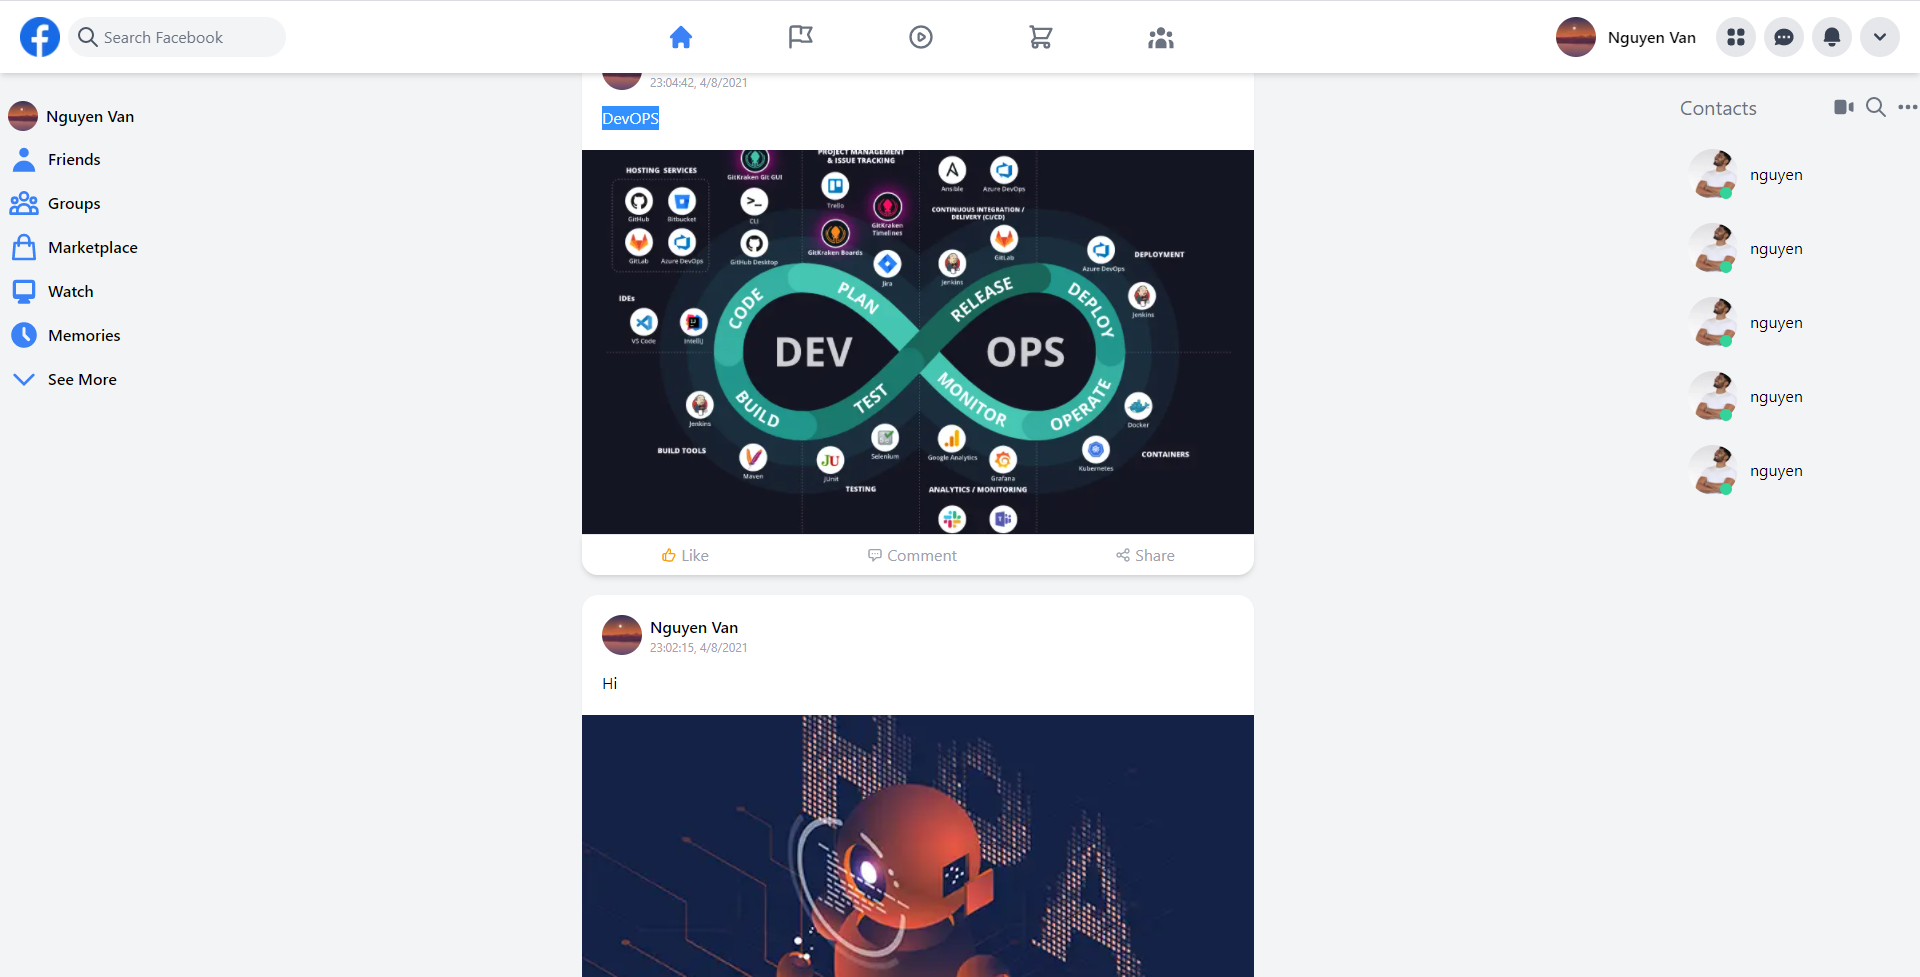 Search Facebook
Nguyen Van
Nguyen Van
Friends
Groups
Marketplace
Watch
Memories
See More
23:04:42, 4/8/2021
DevOPS
HOSTING SERVICES
GitHub
Bitbucket
GitLab
Azure DevOps
GitKraken Git GUI
CLI
GitHub Desktop
PROJECT MANAGEMENT
& ISSUE TRACKING
Trello
GitKraken Boards
GitKraken
Timelines
Jira
Ansible
Azure DevOps
CONTINUOUS INTEGRATION /
DELIVERY (CI/CD)
GitLab
Jenkins
Azure DevOps
DEPLOYMENT
Jenkins
IDEs
VS Code
IntelliJ
CODE
PLAN
RELEASE
DEPLOY
DEV
OPS
BUILD
TEST
MONITOR
OPERATE
Jenkins
BUILD TOOLS
Maven
JU
JUnit
Selenium
TESTING
Google Analytics
Grafana
ANALYTICS / MONITORING
Kubernetes
Docker
CONTAINERS
Like
Comment
Share
Nguyen Van
23:02:15, 4/8/2021
Hi
Contacts
nguyen
nguyen
nguyen
nguyen
nguyen